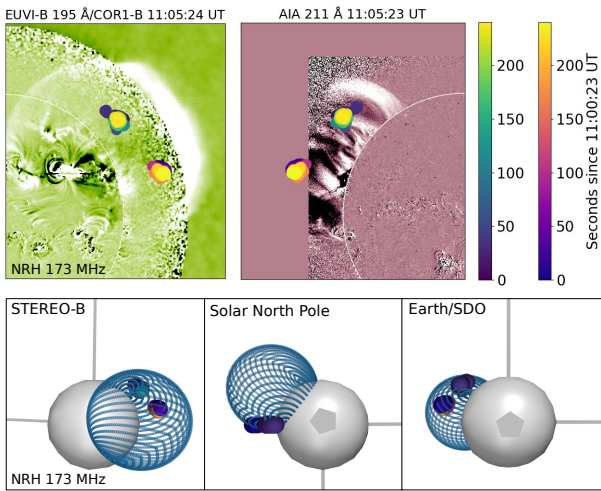 EUVI-B 195 Å/COR1-B 11:05:24 UT
AIA 211 Å 11:05:23 UT
NRH 173 MHz
200
150
100
50
0
200
150
100
50
0
Seconds since 11:00:23 UT
STEREO-B
Solar North Pole
Earth/SDO
NRH 173 MHz